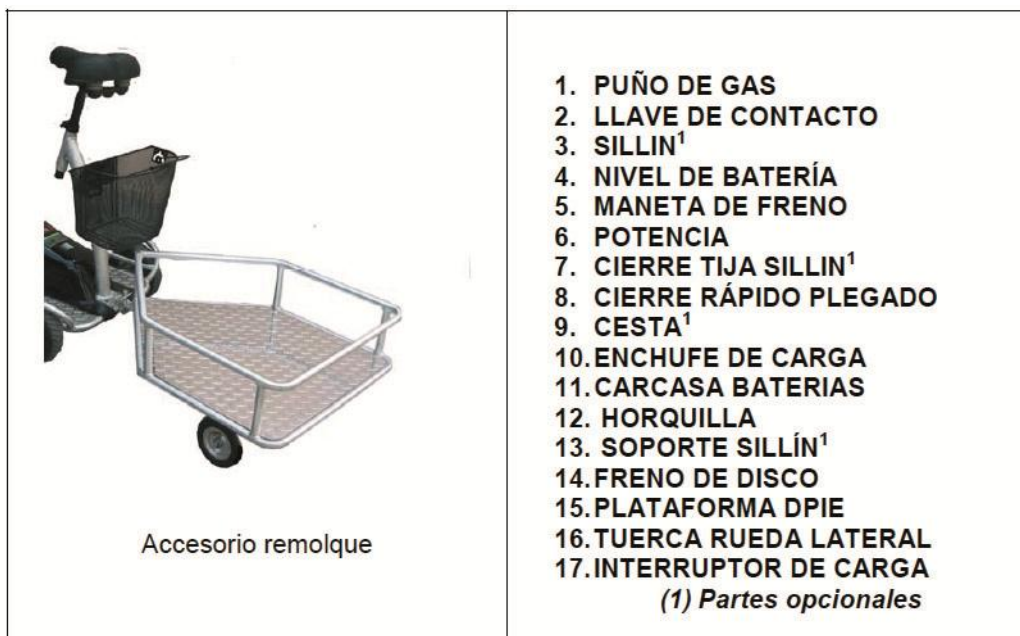 Accesorio remolque
1. PUÑO DE GAS
2. LLAVE DE CONTACTO
3. SILLIN¹
4. NIVEL DE BATERÍA
5. MANETA DE FRENO
6. POTENCIA
7. CIERRE TIJA SILLIN¹
8. CIERRE RÁPIDO PLEGADO
9. CESTA¹
10. ENCHUFE DE CARGA
11. CARCASA BATERIAS
12. HORQUILLA
13. SOPORTE SILLÍN¹
14. FRENO DE DISCO
15. PLATAFORMA DPIE
16. TUERCA RUEDA LATERAL
17. INTERRUPTOR DE CARGA
(1) Partes opcionales